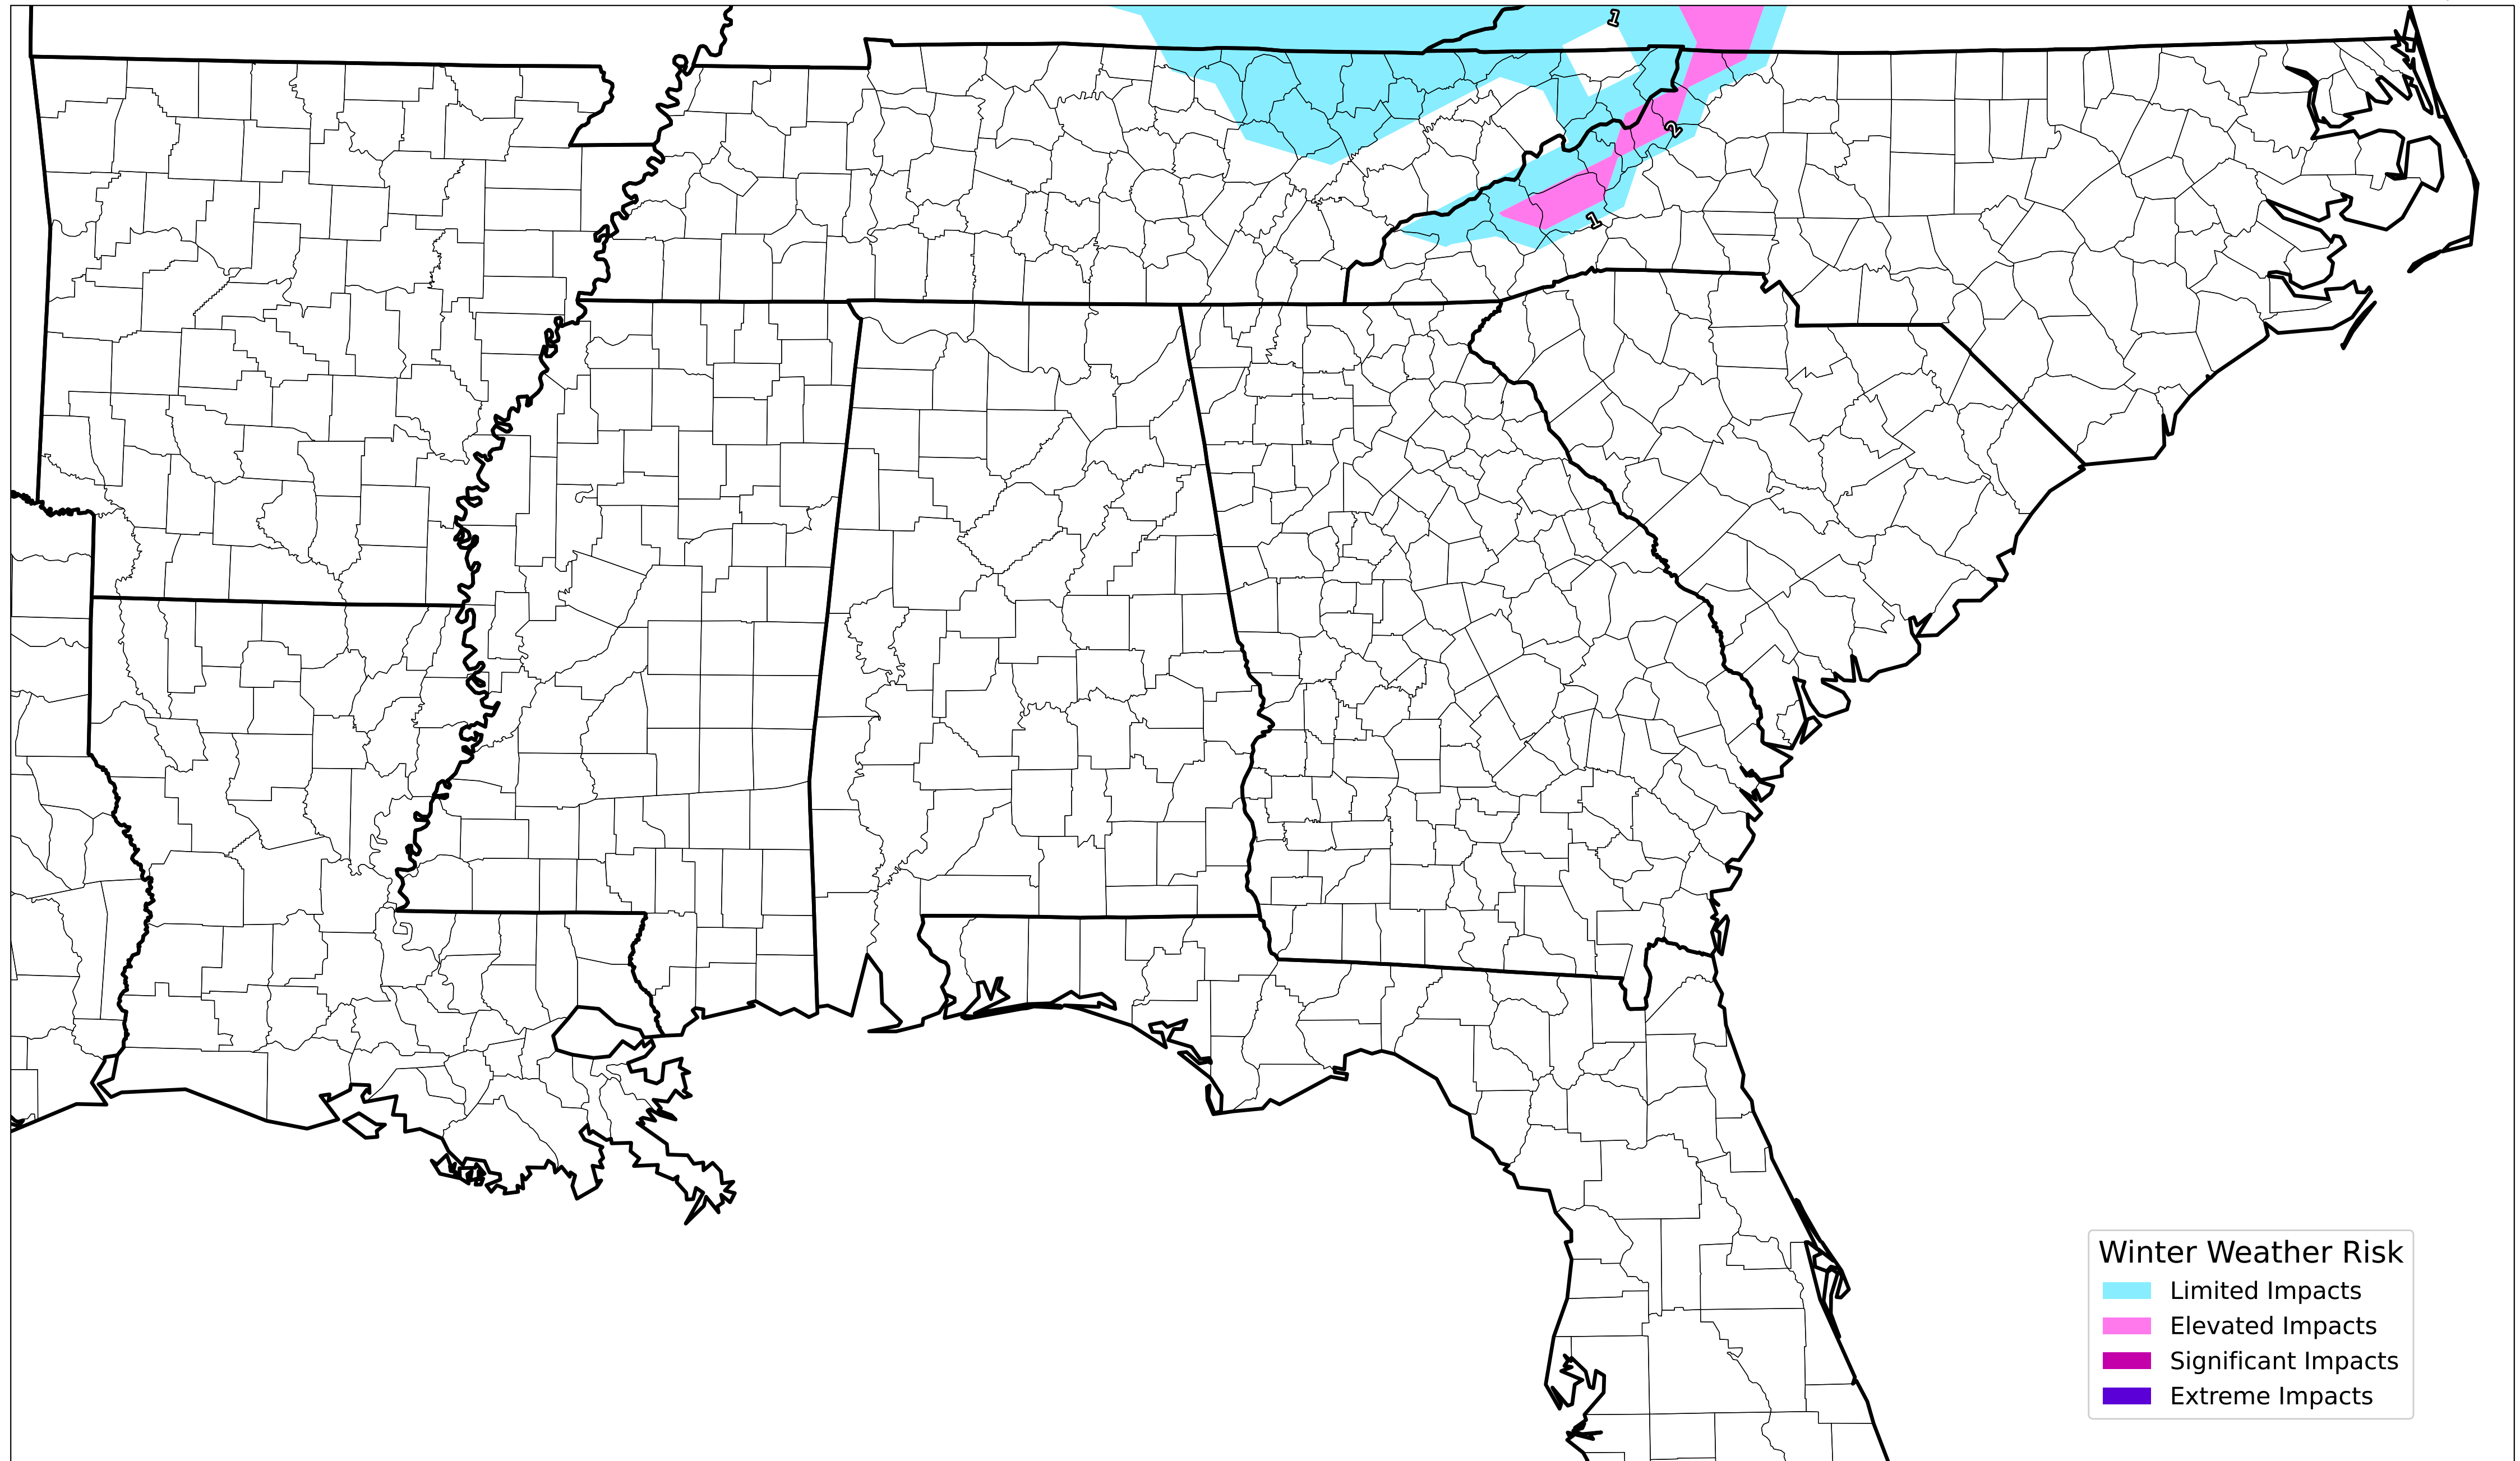 1
2
1
Winter Weather Risk
Limited Impacts
Elevated Impacts
Significant Impacts
Extreme Impacts